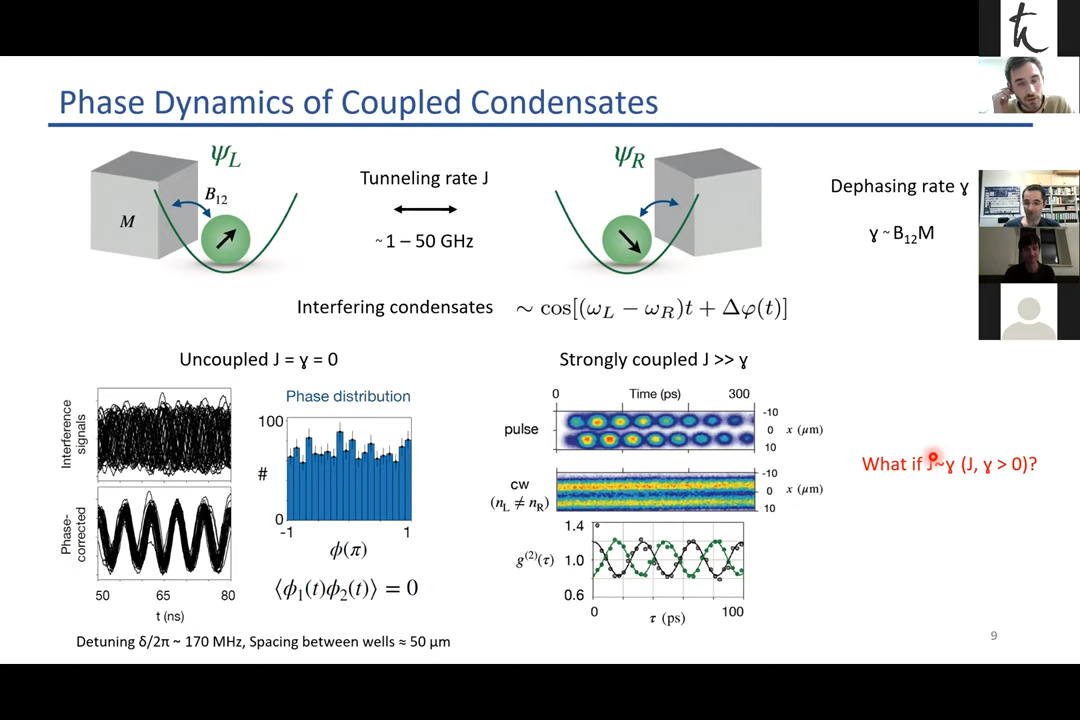 Phase Dynamics of Coupled Condensates
ψL
ψR
B12
M
Tunneling rate J
~ 1 – 50 GHz
Dephasing rate ɣ
ɣ ~ B12M
Interfering condensates ∼ cos[(ωL − ωR)t + Δφ(t)]
Uncoupled J = ɣ = 0
Interference signals
Phase-corrected
50 65 80
t (ns)
Phase distribution
100
#
0
-1 1
ϕ(π)
⟨ϕ1(t)ϕ2(t)⟩ = 0
Detuning δ/2π ~ 170 MHz, Spacing between wells ≈ 50 µm
Strongly coupled J >> ɣ
0 Time (ps) 300
pulse
-10
0 x (µm)
10
cw
(nL ≠ nR)
-10
0 x (µm)
10
1.4
g(2)(τ) 1.0
0.6
0 100
τ (ps)
What if J ~ɣ (J, ɣ > 0)?
9